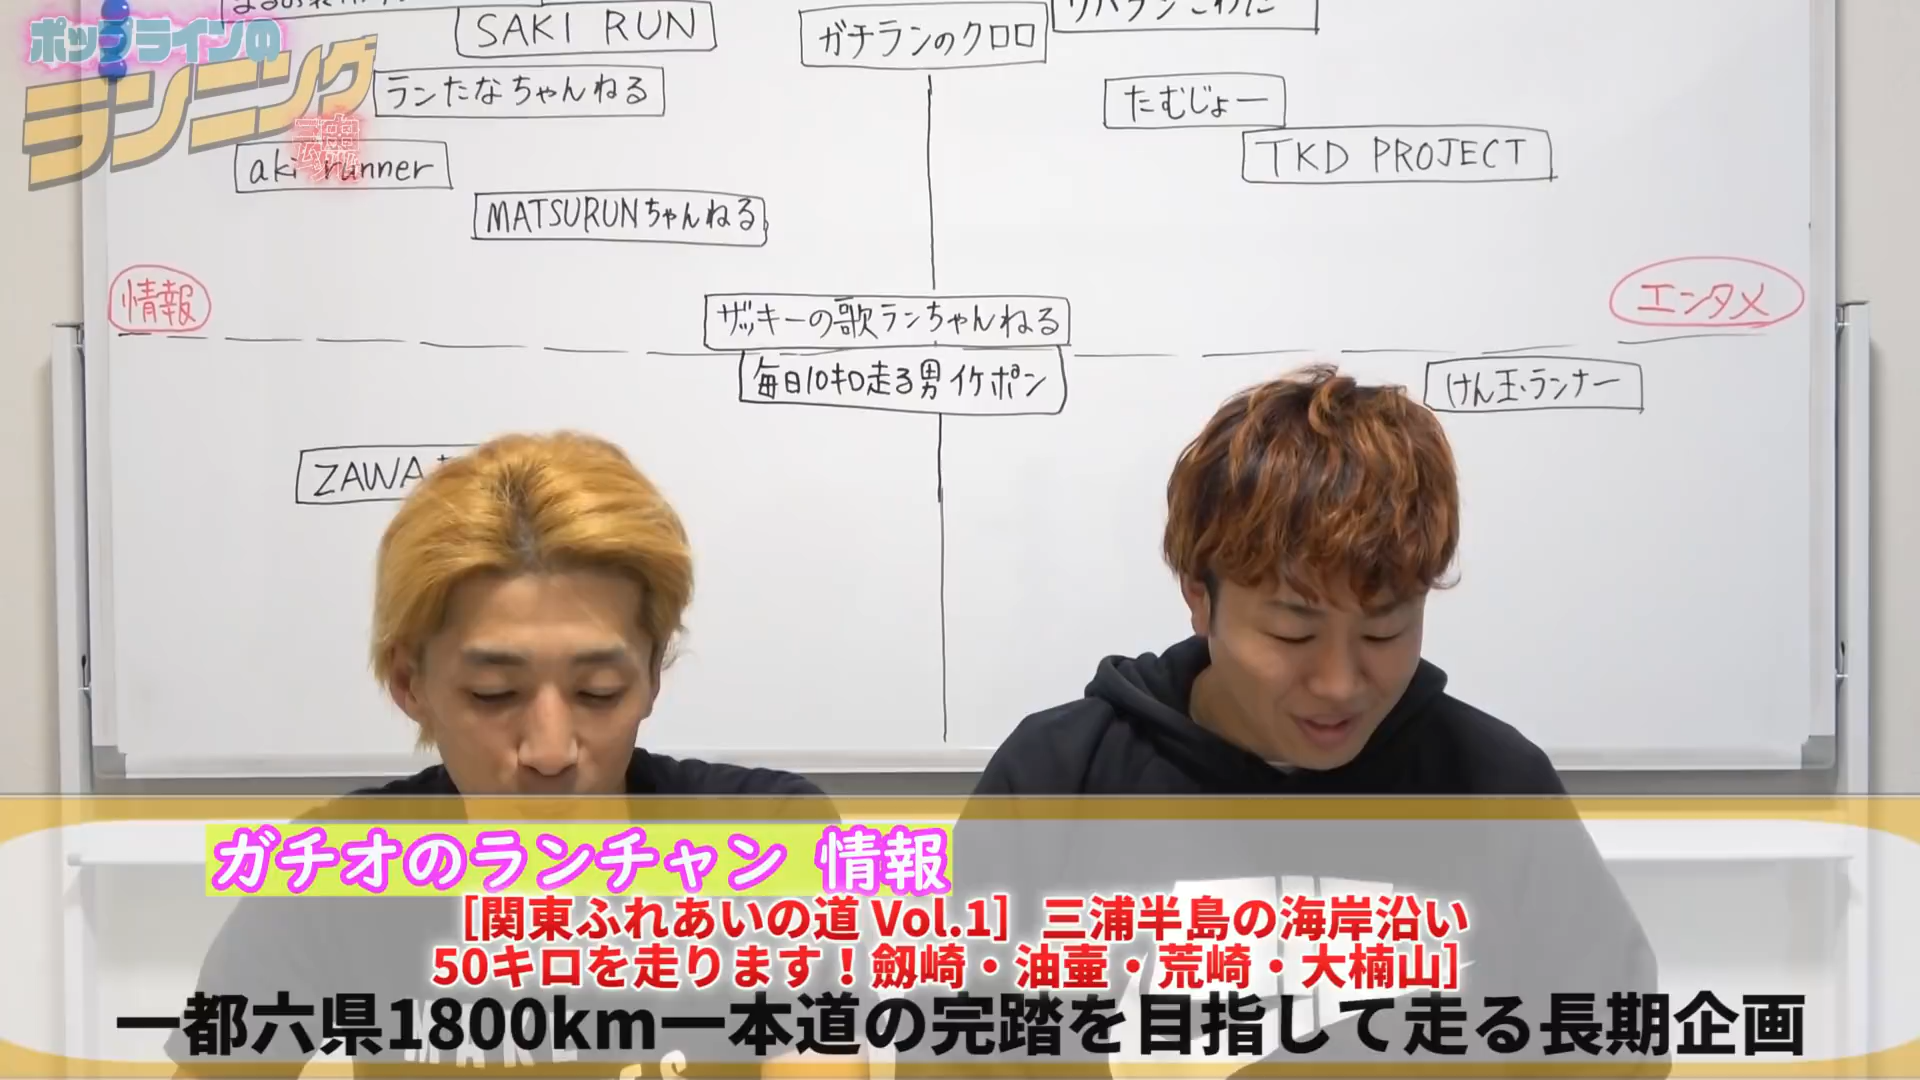 SAKI RUN
ガチランのクロロ
ポップラインの
ランニング
魂
ランたなちゃんねる
たむじょー
aki runner
TKD PROJECT
MATSURUNちゃんねる
情報
エンタメ
ザッキーの歌ランちゃんねる
毎日10キロ走る男イケポン
けん玉ランナー
ZAWA
ガチオのランチャン 情報
[関東ふれあいの道 Vol.1] 三浦半島の海岸沿い
50キロを走ります！劔崎・油壷・荒崎・大楠山]
一都六県1800km一本道の完踏を目指して走る長期企画